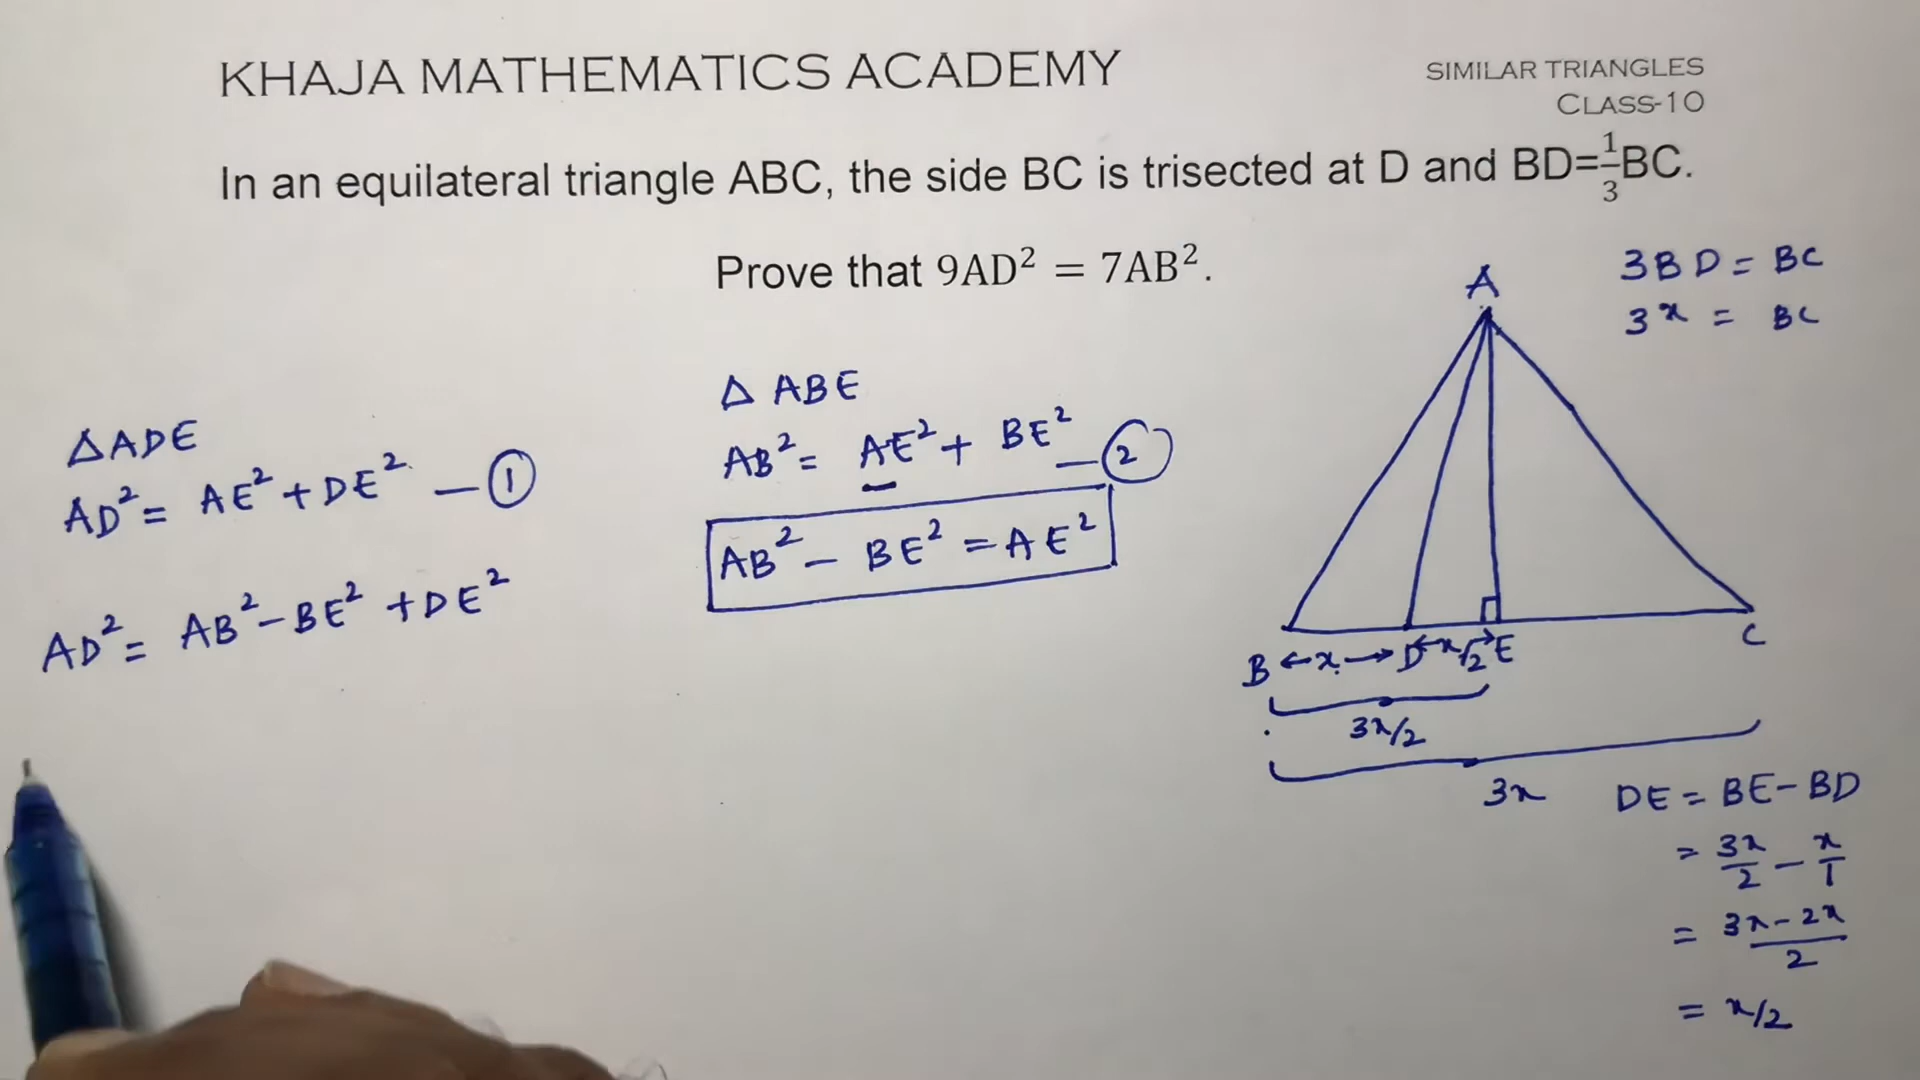 KHAJA MATHEMATICS ACADEMY
SIMILAR TRIANGLES
CLASS-10
In an equilateral triangle ABC, the side BC is trisected at D and BD=1/3BC.
Prove that 9AD² = 7AB².
3BD = BC
3x = BC
△ADE
AD² = AE² + DE² — ①
AD² = AB² – BE² + DE²
△ ABE
AB² = AE² + BE² — ②
AB² – BE² = AE²
A
B ←x→ D ←x/2→ E
C
3x/2
3x
DE = BE – BD
= 3x/2 – x/1
= 3x – 2x/2
= x/2